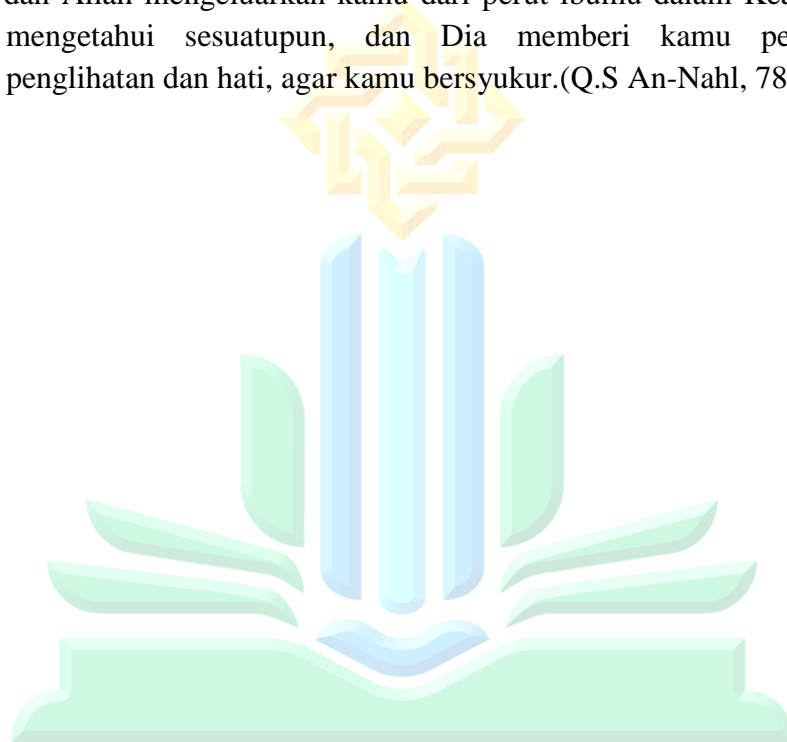 dan Allah mengeluarkan kamu dari perut ibumu dalam
mengetahui sesuatupun, dan Dia memberi kamu
penglihatan dan hati, agar kamu bersyukur.(Q.S An-Nahl, 78